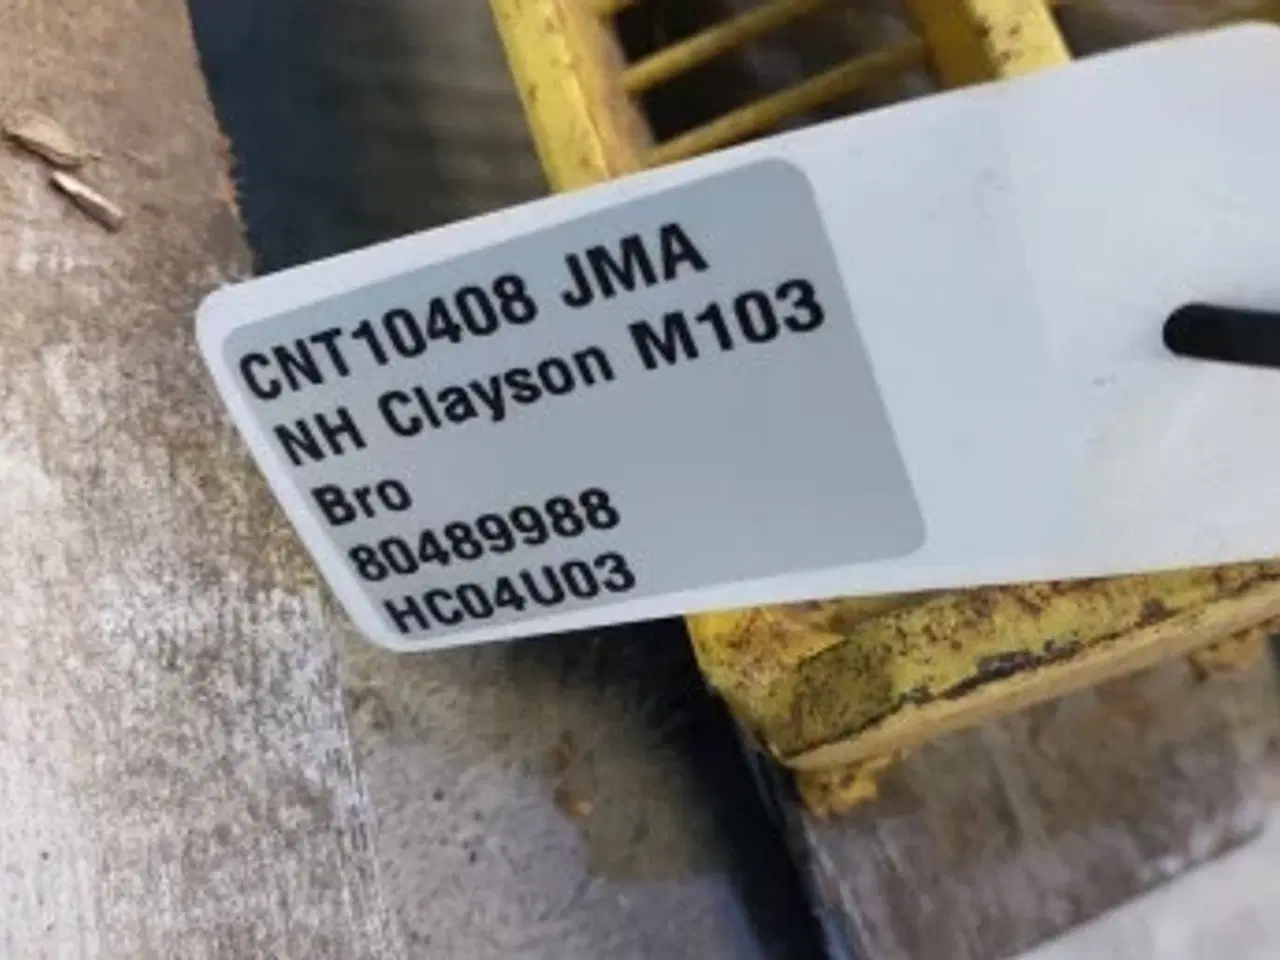 CNT10408 JMA
NH Clayson M103
Bro
80489988
HC04U03